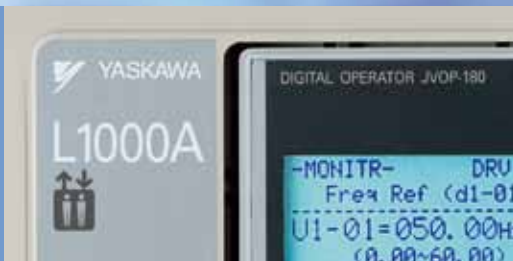 YASKAWA
L1000A
DIGITAL OPERATOR JVOP-180
-MONITR- DRV
Freq Ref (d1-01
U1-01=050.00H
(0.00~60.00)